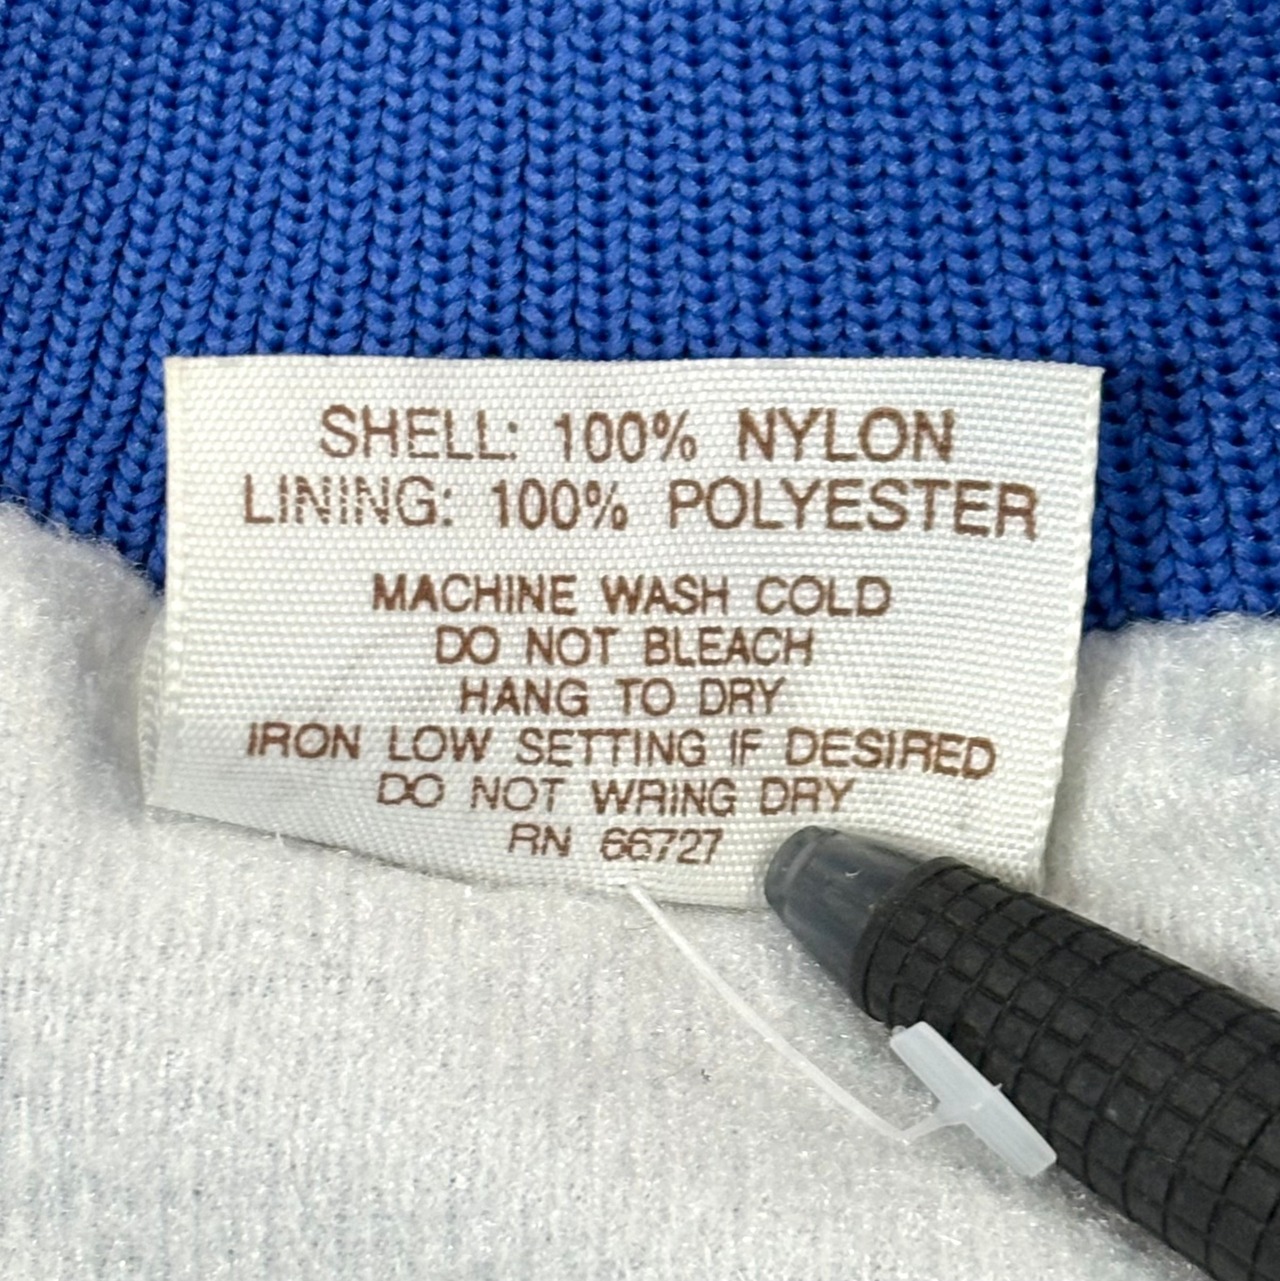 SHELL: 100% NYLON
LINING: 100% POLYESTER
MACHINE WASH COLD
DO NOT BLEACH
HANG TO DRY
IRON LOW SETTING IF DESIRED
DO NOT WRING DRY
RN 66727